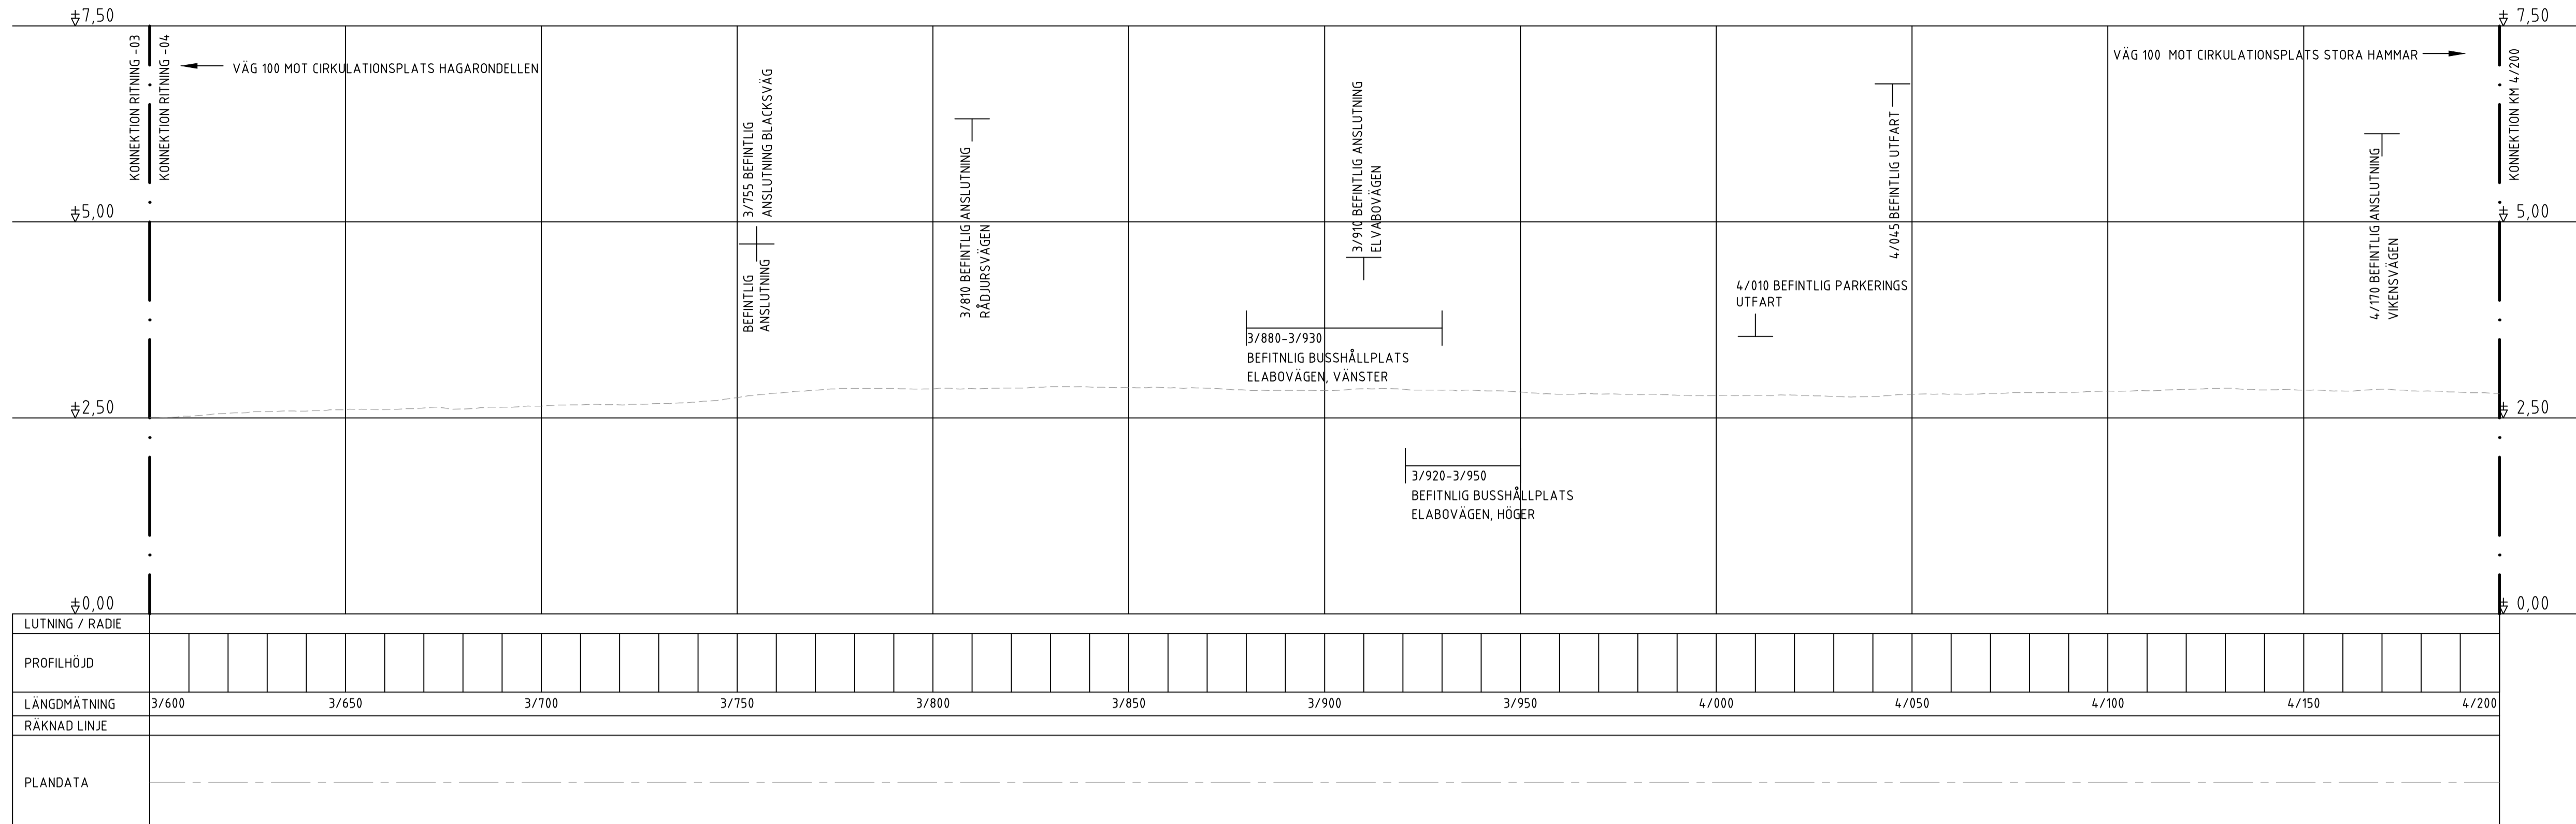 ±7,50
± 7,50
KONNEKTION RITNING -03
KONNEKTION RITNING -04
VÄG 100 MOT CIRKULATIONSPLATS HAGARONDELLEN
VÄG 100  MOT CIRKULATIONSPLATS STORA HAMMAR
KONNEKTION KM 4/200
3/755 BEFINTLIG
ANSLUTNING BLACKSVÄG
BEFINTLIG
ANSLUTNING
3/810 BEFINTLIG ANSLUTNING
RÅDJURSVÄGEN
3/910 BEFINTLIG ANSLUTNING
ELVABOVÄGEN
4/045BEFINTLIG UTFART
4/170 BEFINTLIG ANSLUTNING
VIKENSVÄGEN
±5,00
± 5,00
4/010 BEFINTLIG PARKERINGS
UTFART
3/880-3/930
BEFITNLIG BUSSHÅLLPLATS
ELABOVÄGEN, VÄNSTER
±2,50
± 2,50
3/920-3/950
BEFITNLIG BUSSHÅLLPLATS
ELABOVÄGEN, HÖGER
±0,00
± 0,00
LUTNING / RADIE
PROFILHÖJD
LÄNGDMÄTNING 3/600 3/650 3/700 3/750 3/800 3/850 3/900 3/950 4/000 4/050 4/100 4/150 4/200
RÄKNAD LINJE
PLANDATA